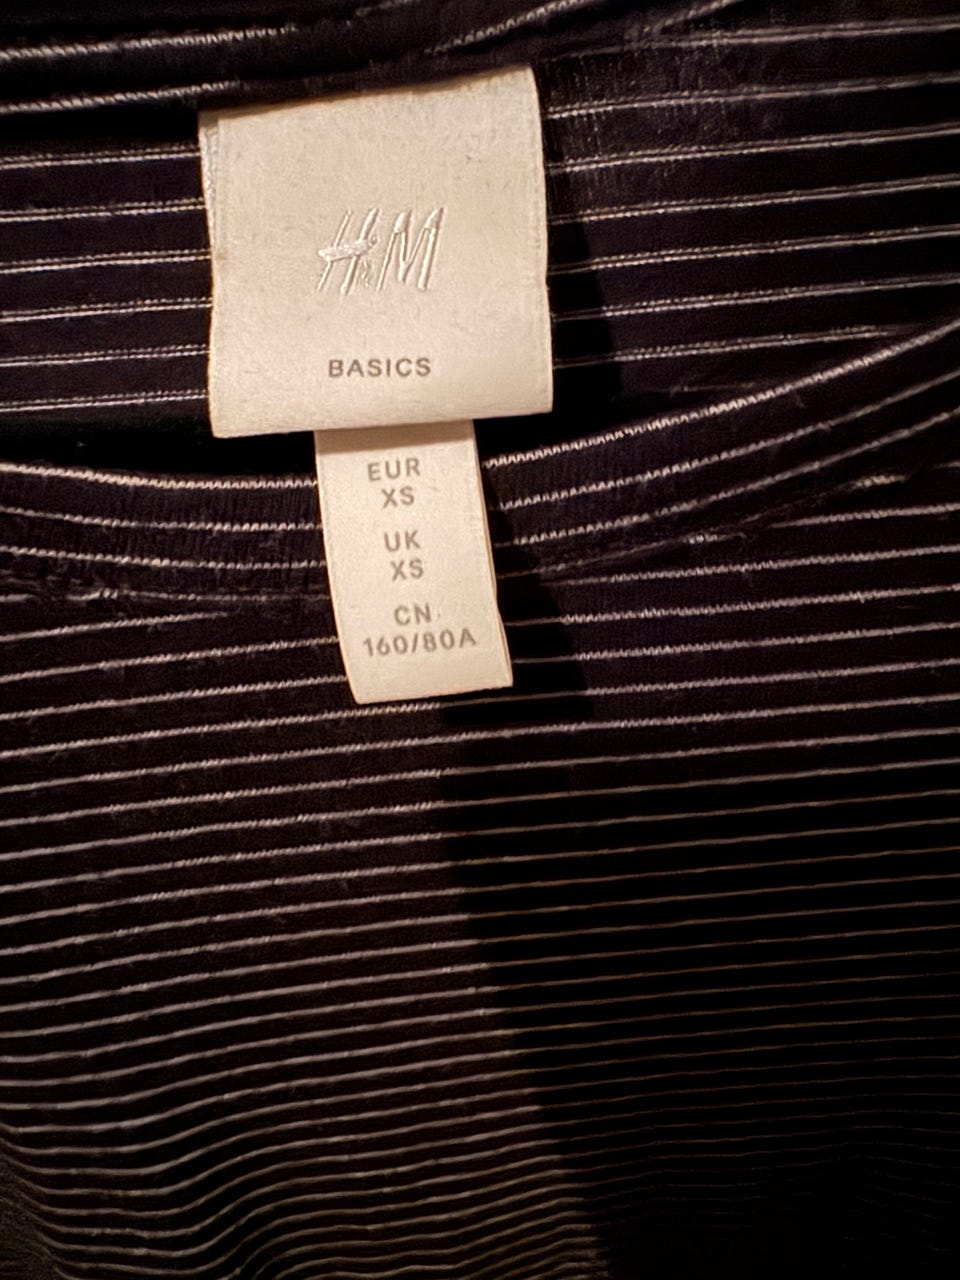 H&M
BASICS
EUR
XS
UK
XS
CN
160/80A